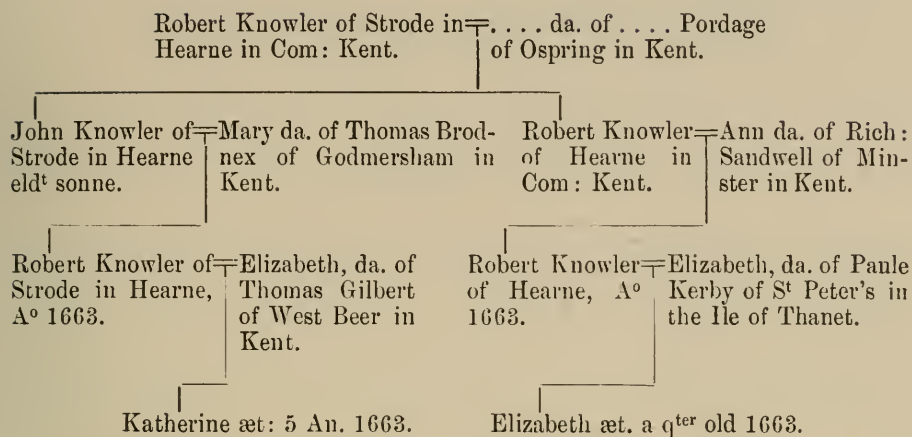 Robert Knowler of Strode in=. . . . da. of . . . . Pordage
Hearne in Com: Kent. of Ospring in Kent.
John Knowler of=Mary da. of Thomas Brod-
Strode in Hearne nex of Godmersham in
eldt sonne. Kent.
Robert Knowler=Ann da. of Rich:
of Hearne in Sandwell of Min-
Com: Kent. ster in Kent.
Robert Knowler of=Elizabeth, da. of
Strode in Hearne, Thomas Gilbert
Ao 1663. of West Beer in
Kent.
Robert Knowler=Elizabeth, da. of Paule
of Hearne, Ao Kerby of St Peter's in
1663. the Ile of Thanet.
Katherine æt: 5 An. 1663.
Elizabeth æt. a qter old 1663.